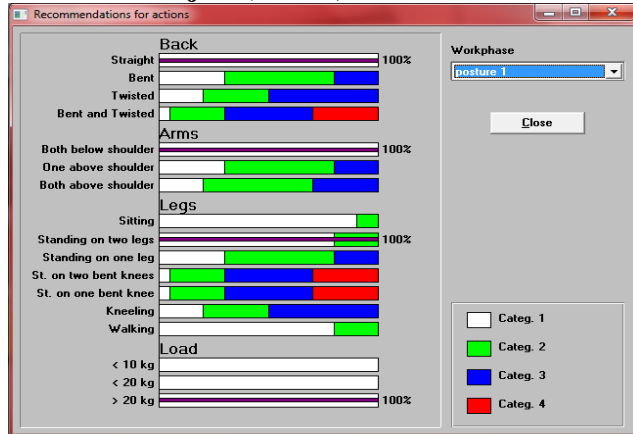 Recommendations for actions
Back
Straight 100%
Bent
Twisted
Bent and Twisted
Arms
Both below shoulder 100%
One above shoulder
Both above shoulder
Legs
Sitting
Standing on two legs 100%
Standing on one leg
St. on two bent knees
St. on one bent knee
Kneeling
Walking
Load
< 10 kg
< 20 kg
> 20 kg 100%
Workphase
posture 1
Close
Categ. 1
Categ. 2
Categ. 3
Categ. 4